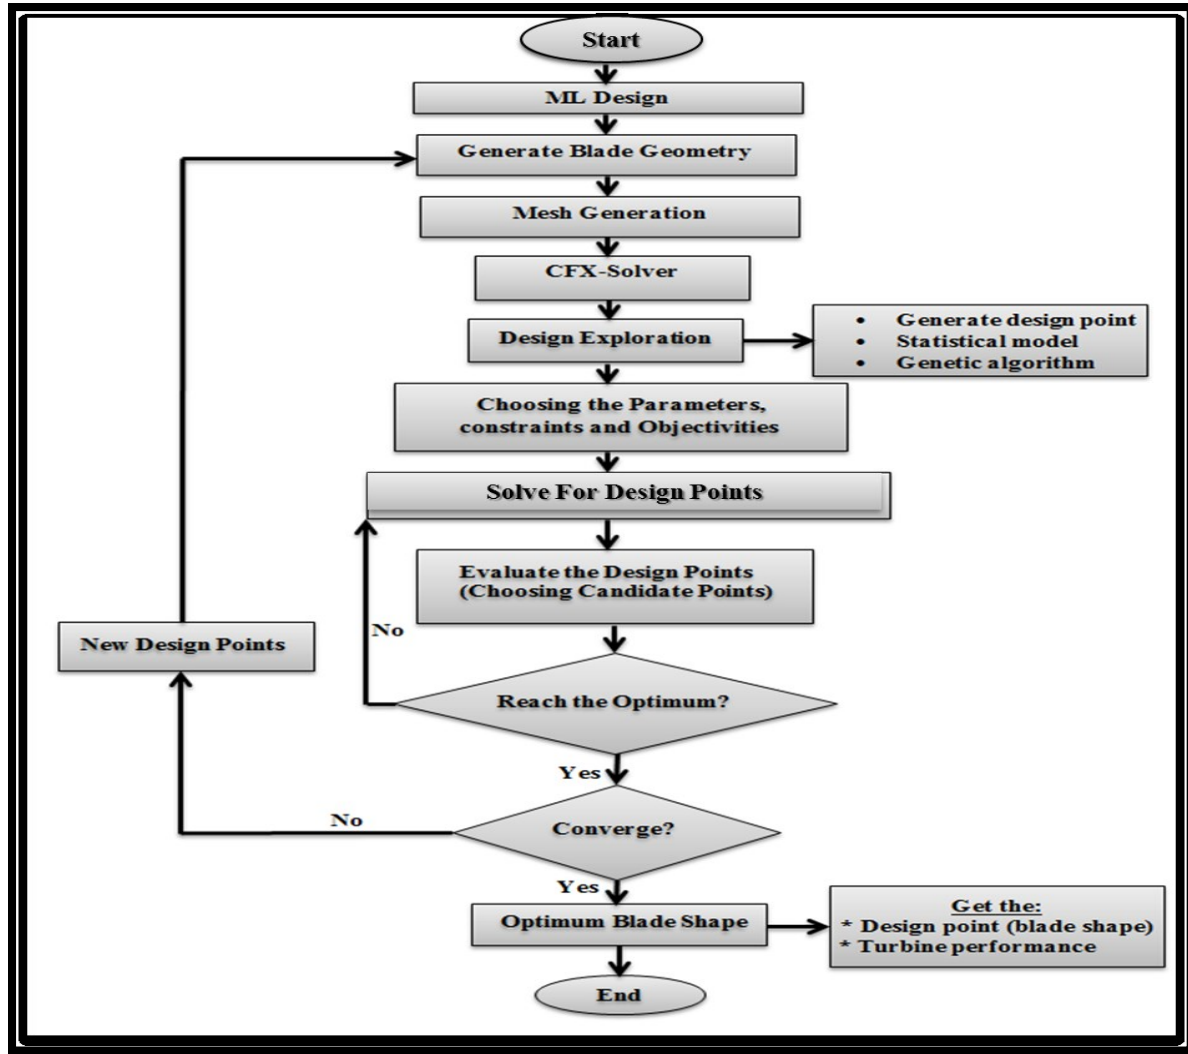 Start
ML Design
Generate Blade Geometry
Mesh Generation
CFX-Solver
Design Exploration
• Generate design point
• Statistical model
• Genetic algorithm
Choosing the Parameters,
constraints and Objectivities
Solve For Design Points
Evaluate the Design Points
(Choosing Candidate Points)
No
New Design Points
Reach the Optimum?
Yes
No
Converge?
Yes
Optimum Blade Shape
Get the:
* Design point (blade shape)
* Turbine performance
End